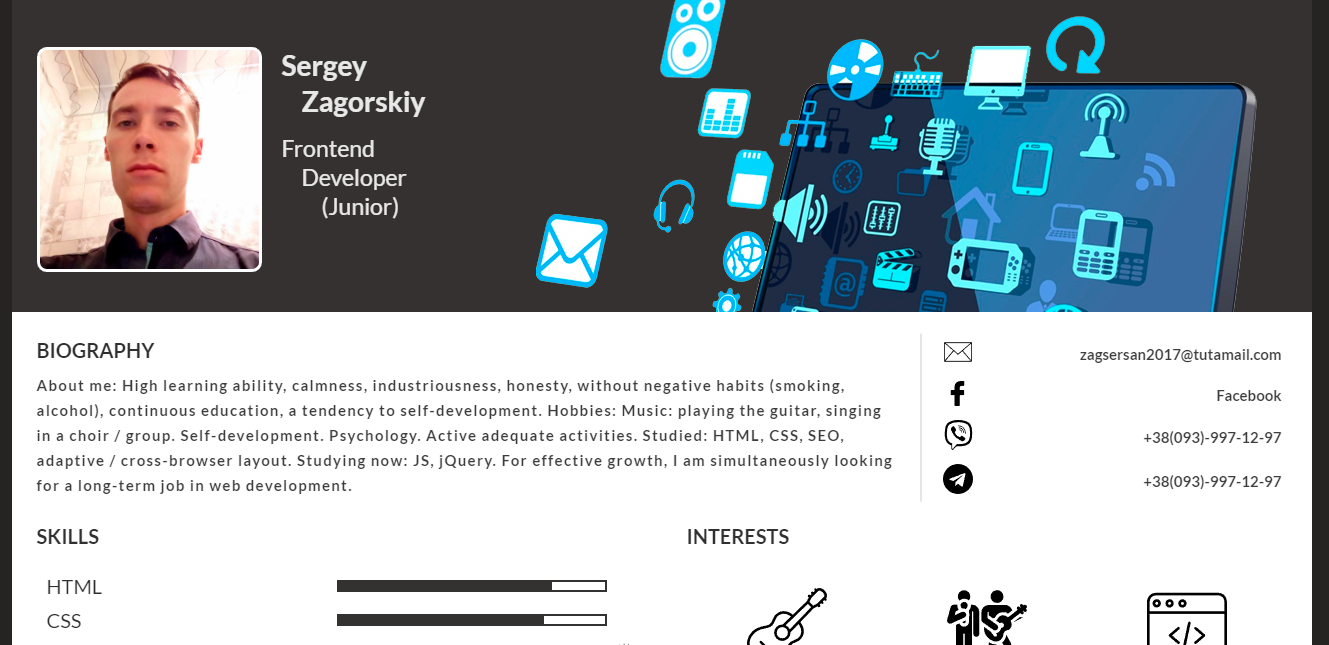 Sergey
Zagorskiy
Frontend
Developer
(Junior)
BIOGRAPHY
About me: High learning ability, calmness, industriousness, honesty, without negative habits (smoking,
alcohol), continuous education, a tendency to self-development. Hobbies: Music: playing the guitar, singing
in a choir / group. Self-development. Psychology. Active adequate activities. Studied: HTML, CSS, SEO,
adaptive / cross-browser layout. Studying now: JS, jQuery. For effective growth, I am simultaneously looking
for a long-term job in web development.
zagsersan2017@tutamail.com
Facebook
+38(093)-997-12-97
+38(093)-997-12-97
SKILLS
HTML
CSS
INTERESTS